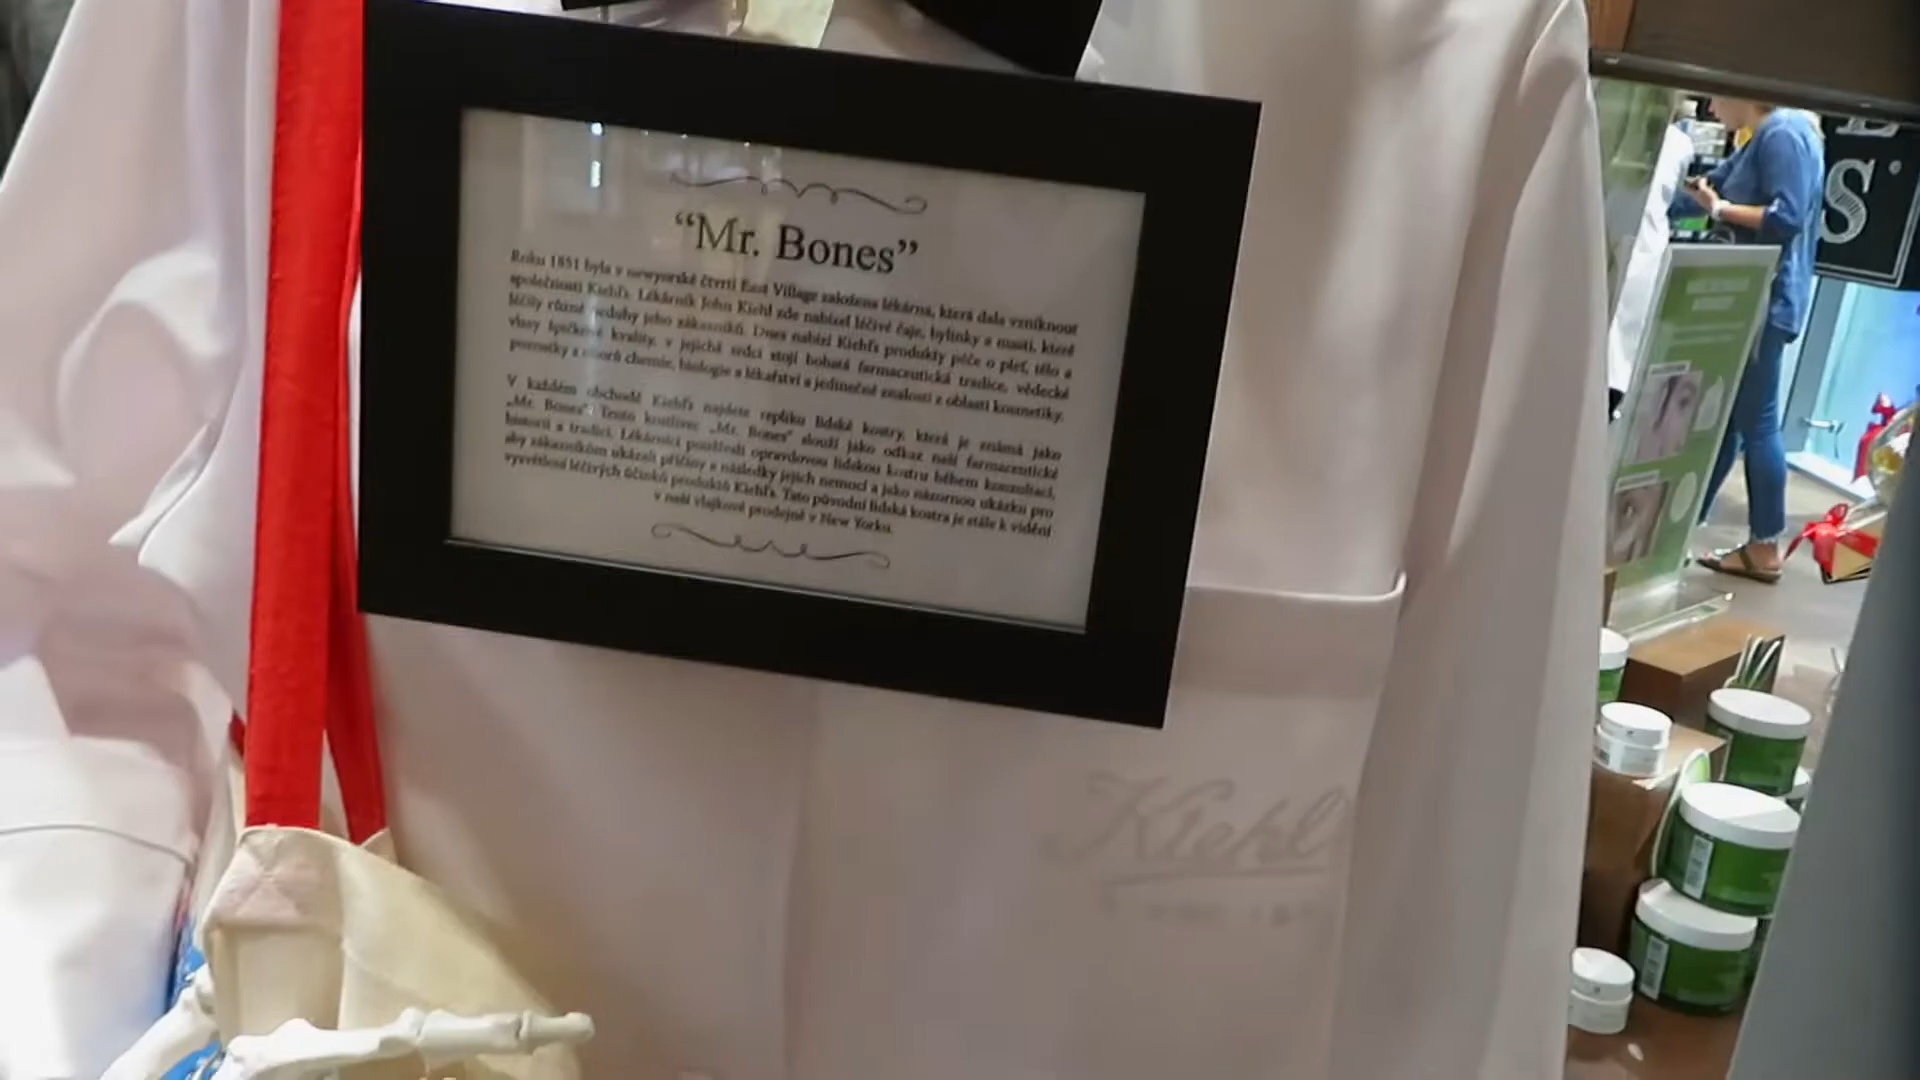 “Mr. Bones”
Roku 1851 byla v newyorské čtvrti East Village založena lékárna, která dala vzniknout
společnosti Kiehl's. Lékárník John Kiehl zde nabízel léčivé čaje, bylinky a masti, které
léčily různé neduhy jeho zákazníků. Dnes nabízí Kiehl's produkty péče o pleť, tělo a
vlasy špičkové kvality, v jejichž srdci stojí bohatá farmaceutická tradice, vědecké
poznatky z oborů chemie, biologie a lékařství a jedinečné znalosti z oblasti kosmetiky.
V každém obchodě Kiehl's najdete repliku lidské kostry, která je známá jako
„Mr. Bones“. Tento kostlivec „Mr. Bones“ slouží jako odkaz naší farmaceutické
historii a tradici. Lékárníci používali opravdovou lidskou kostru během konzultací,
aby zákazníkům ukázali příčiny a následky jejich nemocí a jako názornou ukázku pro
vysvětlení léčivých účinků produktů Kiehl's. Tato původní lidská kostra je stále k vidění
v naší vlajkové prodejně v New Yorku.
Kiehl
S